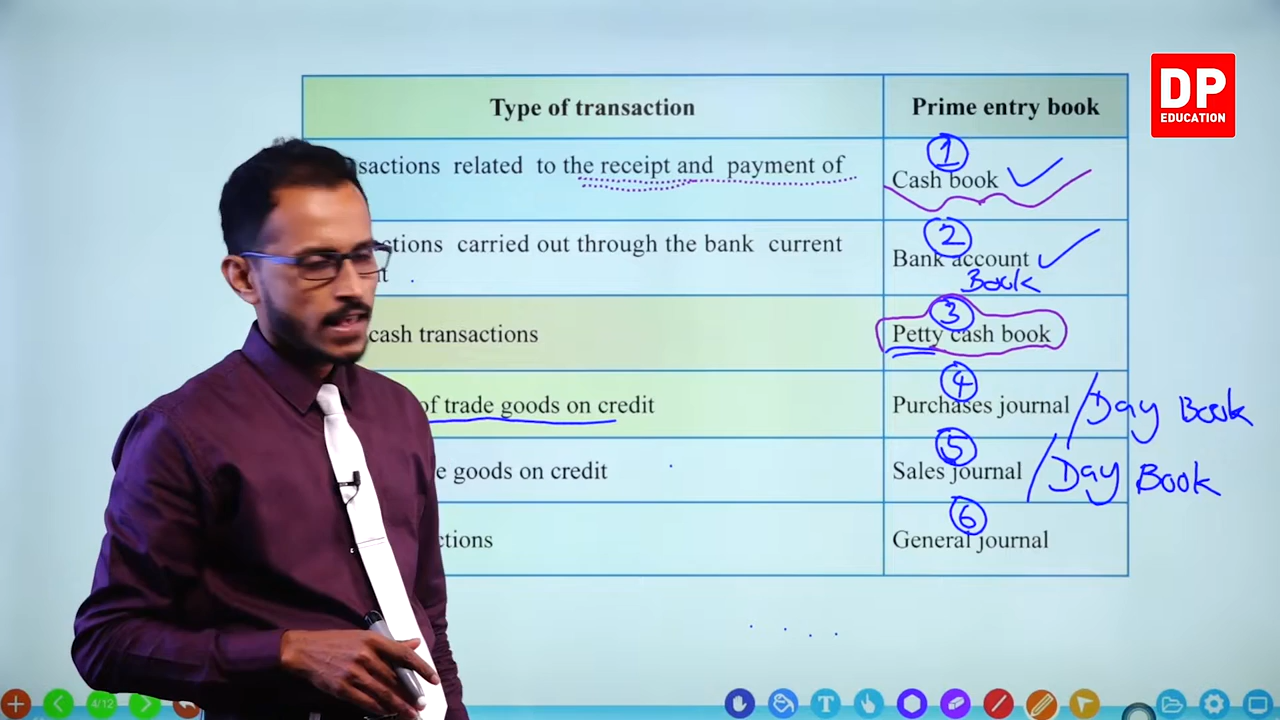 DP
EDUCATION
Type of transaction Prime entry book
sactions related to the receipt and payment of
1
Cash book
ctions carried out through the bank current
t .
2
Bank account
Book
cash transactions
3
Petty cash book
of trade goods on credit
4
Purchases journal / Day Book
e goods on credit
5
Sales journal / Day Book
ctions
6
General journal
4/12
T